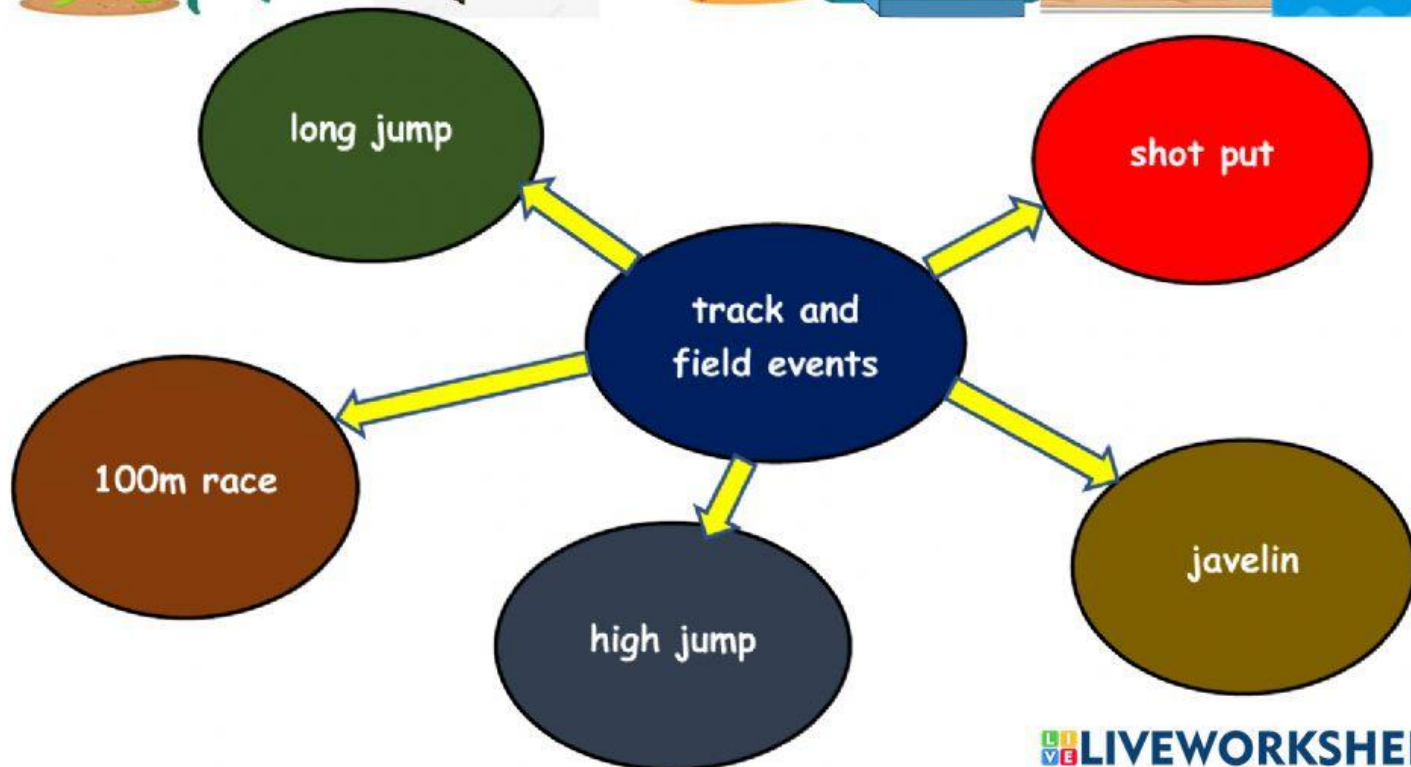 long jump
shot put
track and
field events
100m race
javelin
high jump
LIVEWORKSHE